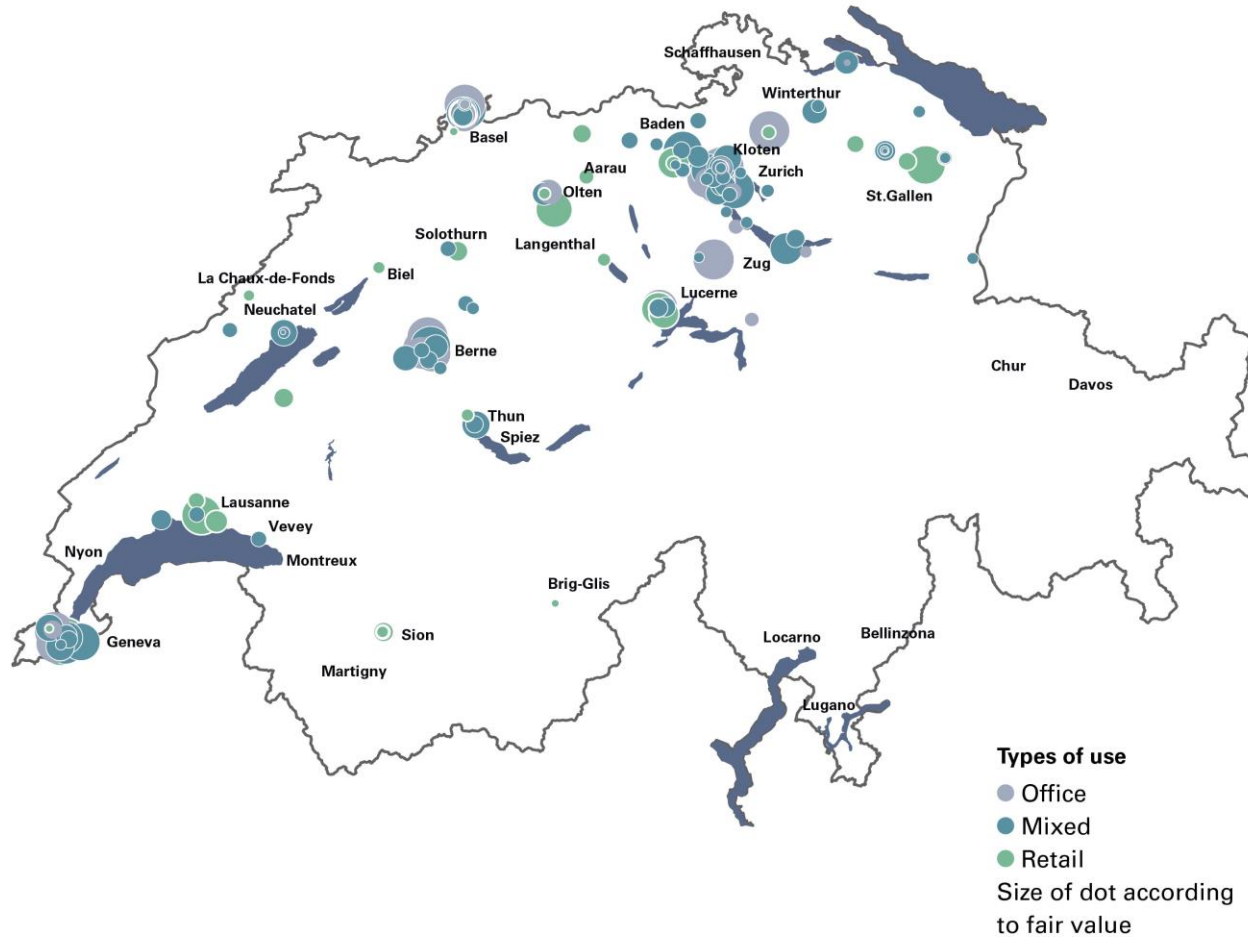 Schaffhausen
Winterthur
Baden
Basel
Kloten
Aarau
Zurich
Olten
St.Gallen
Solothurn
Langenthal
Zug
La Chaux-de-Fonds
Biel
Lucerne
Neuchatel
Berne
Chur
Davos
Thun
Spiez
Lausanne
Vevey
Nyon
Montreux
Brig-Glis
Geneva
Sion
Locarno
Bellinzona
Martigny
Lugano
Types of use
Office
Mixed
Retail
Size of dot according
to fair value